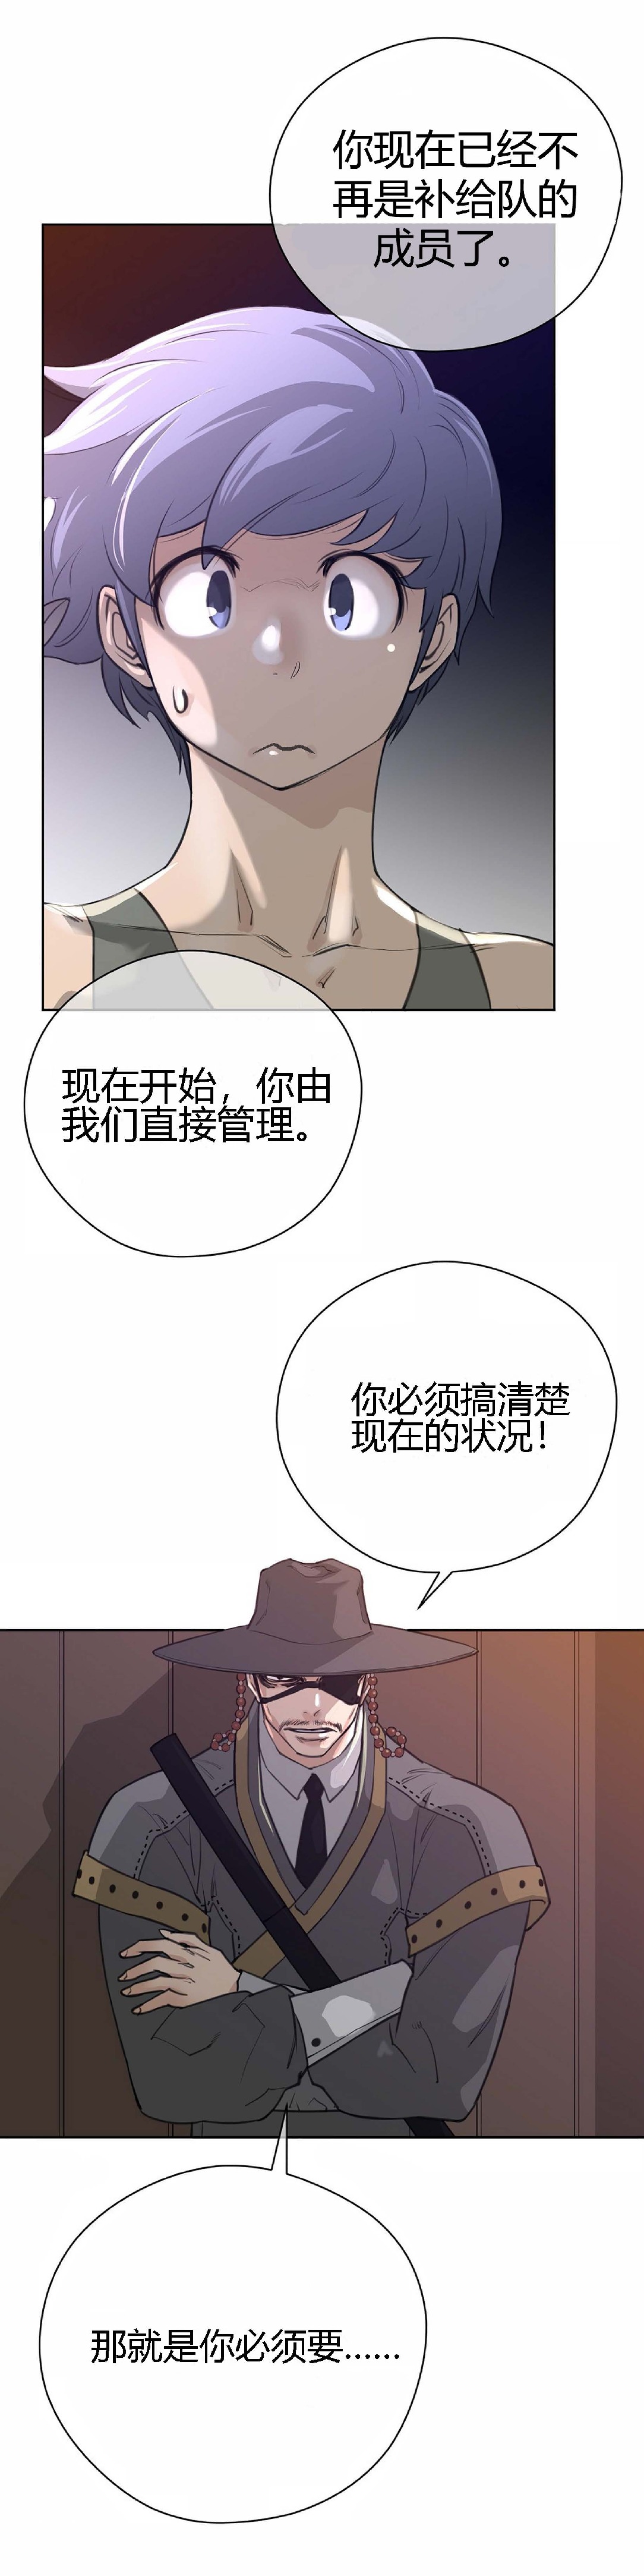 你现在已经不
再是补给队的
成员了。
现在开始，你由
我们直接管理。
你必须搞清楚
现在的状况！
那就是你必须要……